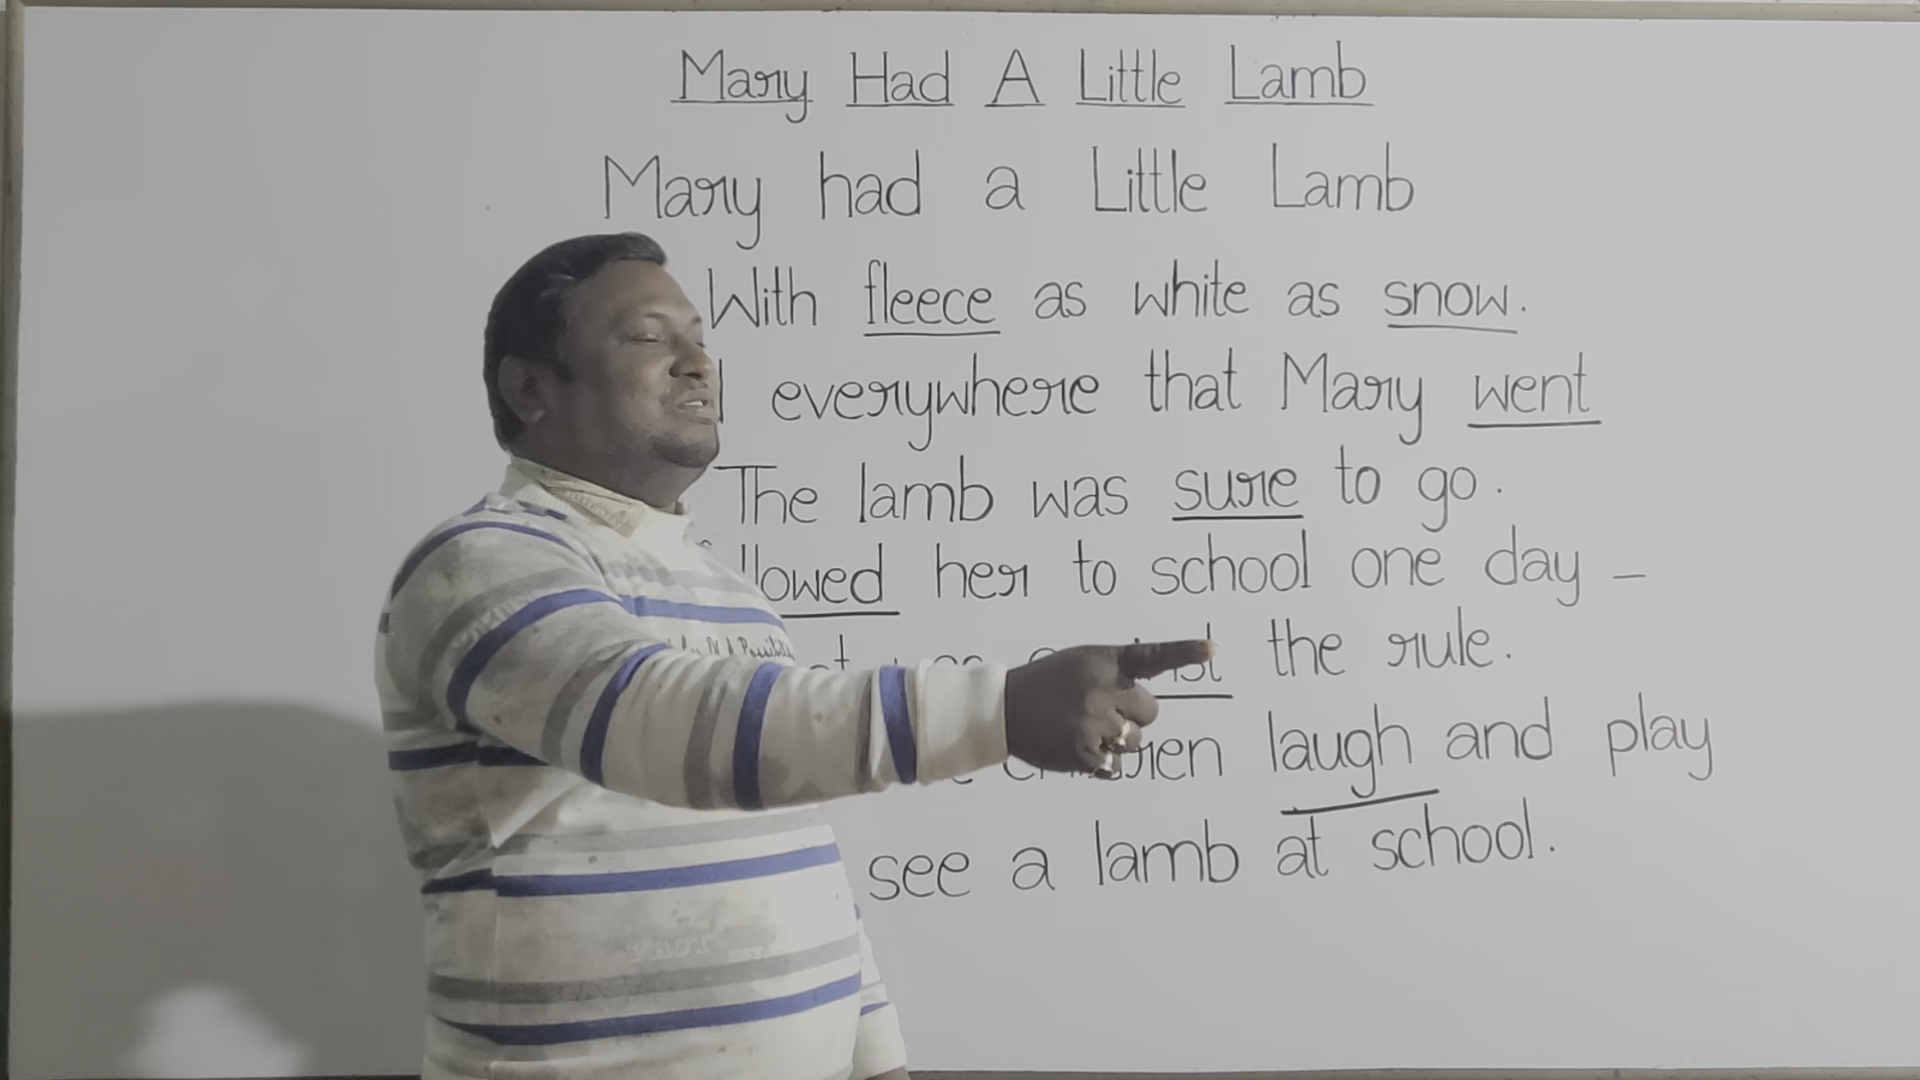 Mary Had A Little Lamb
Mary had a Little Lamb
With fleece as white as snow.
everywhere that Mary went
The lamb was sure to go.
her to school one day –
the rule.
laugh and play
see a lamb at school.